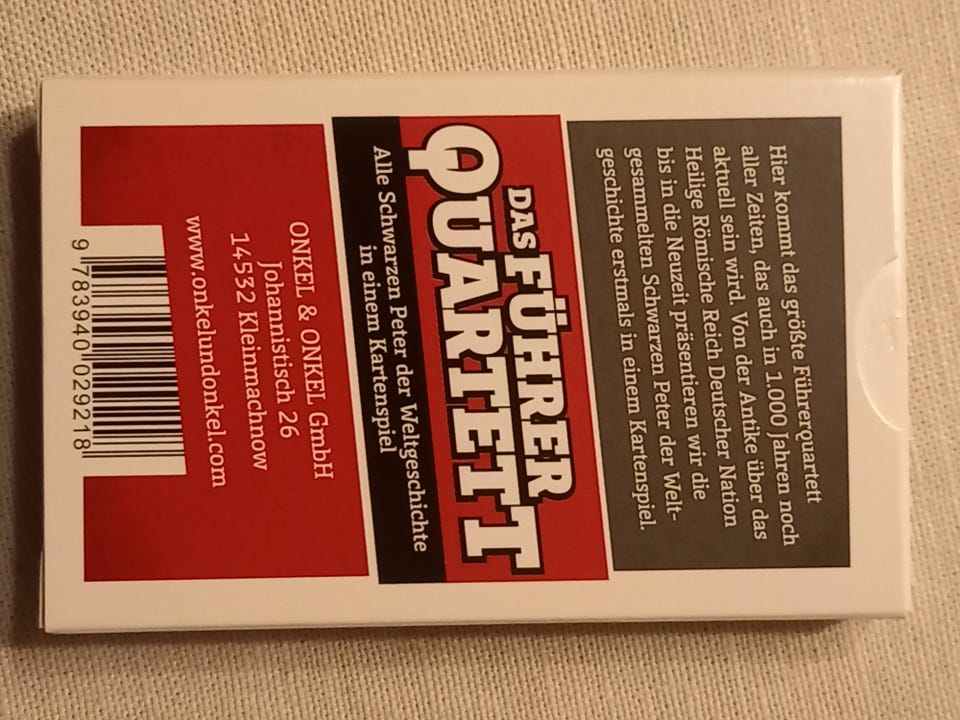 Hier kommt das größte Führerquartett
aller Zeiten, das auch in 1.000 Jahren noch
aktuell sein wird. Von der Antike über das
Heilige Römische Reich Deutscher Nation
bis in die Neuzeit präsentieren wir die
gesammelten Schwarzen Peter der Welt-
geschichte erstmals in einem Kartenspiel.
DAS FÜHRER
QUARTETT
Alle Schwarzen Peter der Weltgeschichte
in einem Kartenspiel
ONKEL & ONKEL GmbH
Johannistisch 26
14532 Kleinmachnow
www.onkelundonkel.com
9 783940 029218